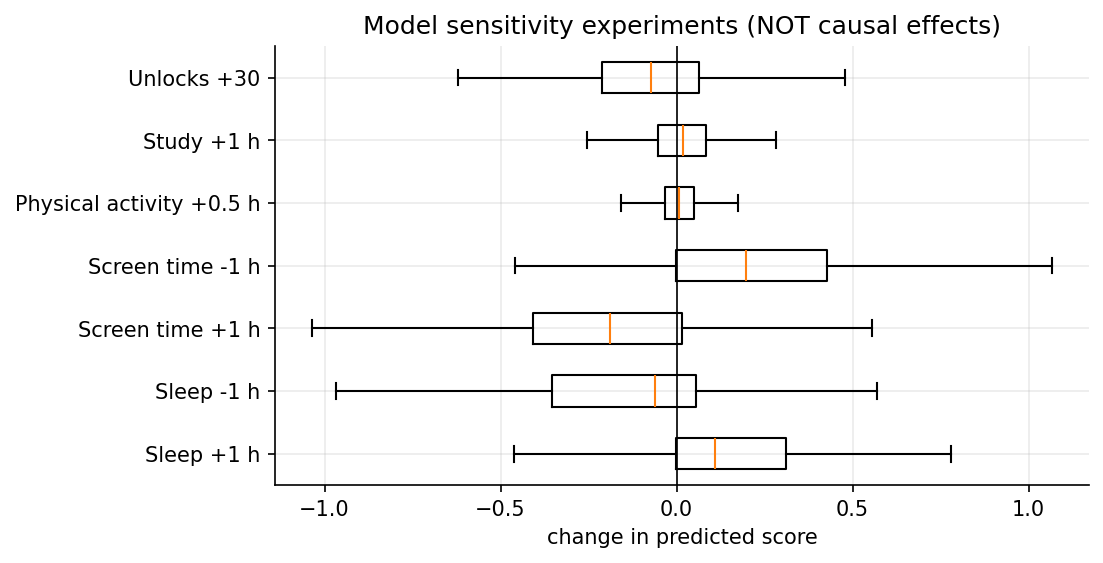 Model sensitivity experiments (NOT causal effects)
Unlocks +30
Study +1 h
Physical activity +0.5 h
Screen time -1 h
Screen time +1 h
Sleep -1 h
Sleep +1 h
−1.0 −0.5 0.0 0.5 1.0
change in predicted score